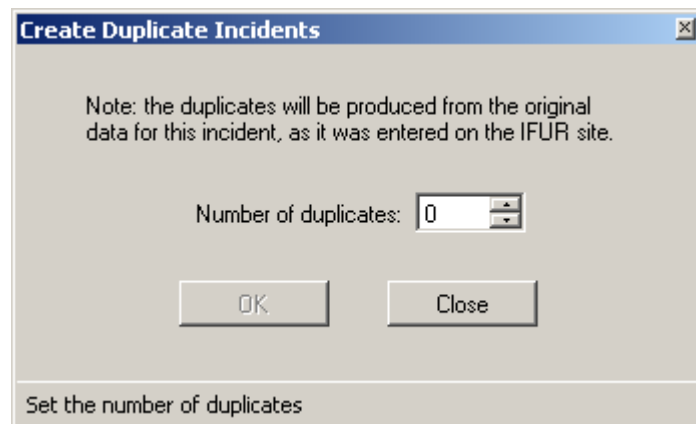 Create Duplicate Incidents
Note: the duplicates will be produced from the original
data for this incident, as it was entered on the IFUR site.
Number of duplicates: 0
OK Close
Set the number of duplicates